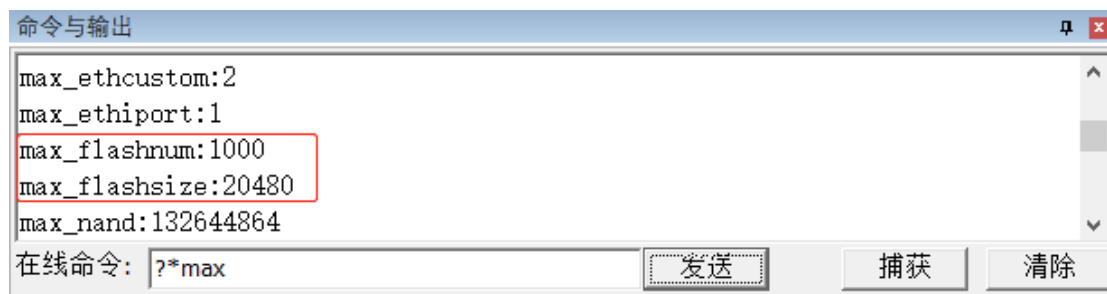 命令与输出
max_ethcustom:2
max_ethiport:1
max_flashnum:1000
max_flashsize:20480
max_nand:132644864
在线命令: ?*max 发送 捕获 清除